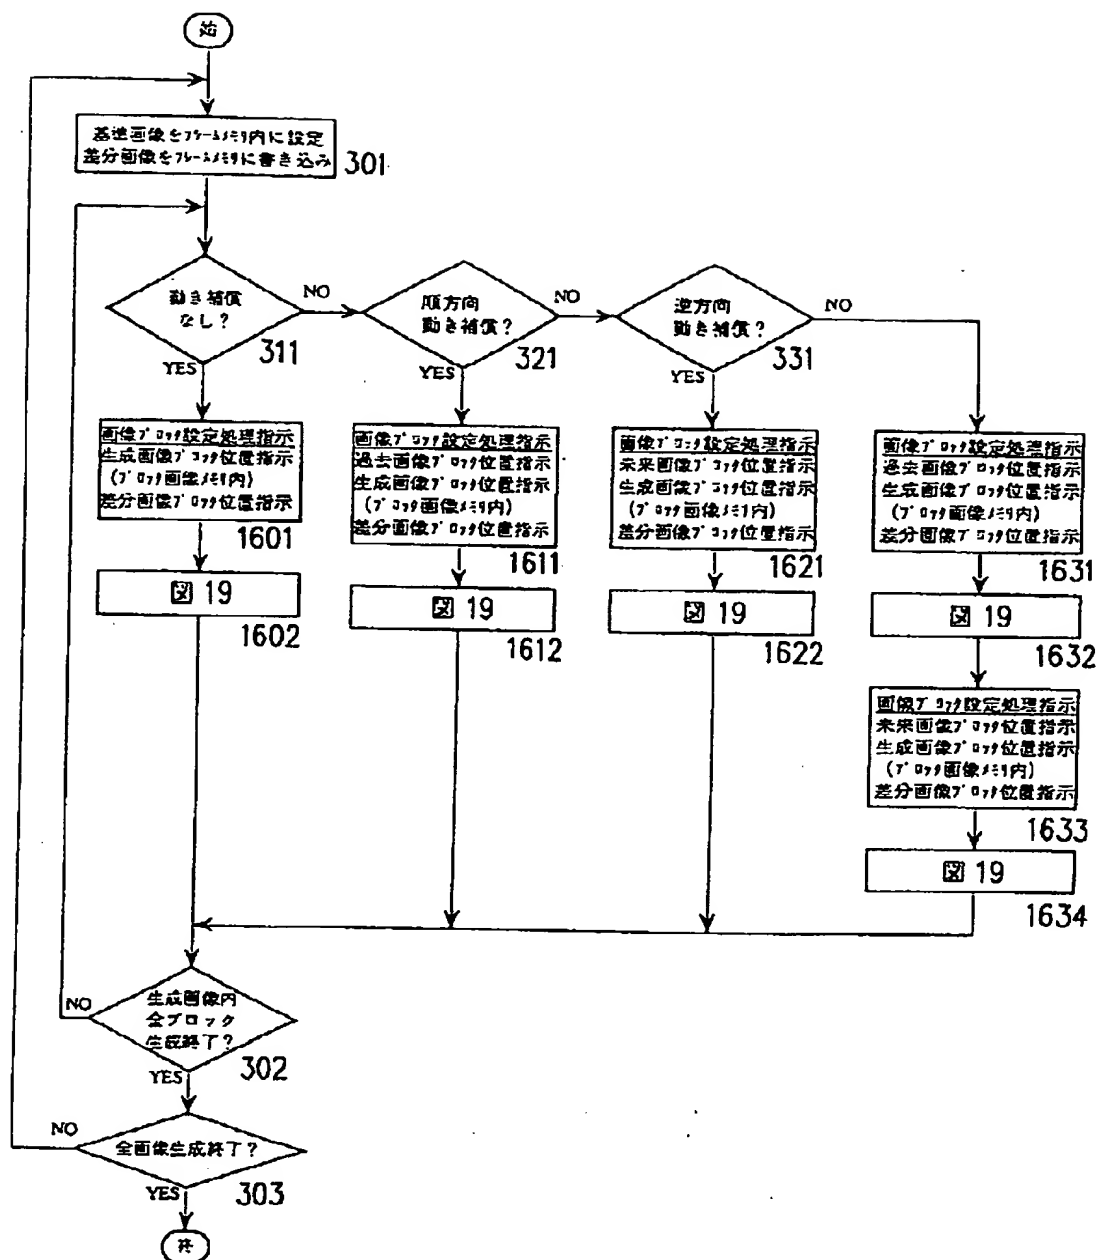 始
基準画像をフレームメモリ内に設定
差分画像をフレームメモリに書き込み
301
動き補償
なし?
311
NO
YES
順方向
動き補償?
321
NO
YES
逆方向
動き補償?
331
NO
YES
画像ブロック設定処理指示
生成画像ブロック位置指示
(ブロック画像メモリ内)
差分画像ブロック位置指示
1601
図 19
1602
画像ブロック設定処理指示
過去画像ブロック位置指示
生成画像ブロック位置指示
(ブロック画像メモリ内)
差分画像ブロック位置指示
1611
図 19
1612
画像ブロック設定処理指示
未来画像ブロック位置指示
生成画像ブロック位置指示
(ブロック画像メモリ内)
差分画像ブロック位置指示
1621
図 19
1622
画像ブロック設定処理指示
過去画像ブロック位置指示
生成画像ブロック位置指示
(ブロック画像メモリ内)
差分画像ブロック位置指示
1631
図 19
1632
画像ブロック設定処理指示
未来画像ブロック位置指示
生成画像ブロック位置指示
(ブロック画像メモリ内)
差分画像ブロック位置指示
1633
図 19
1634
生成画像内
全ブロック
生成終了?
302
NO
YES
全画像生成終了?
303
NO
YES
終